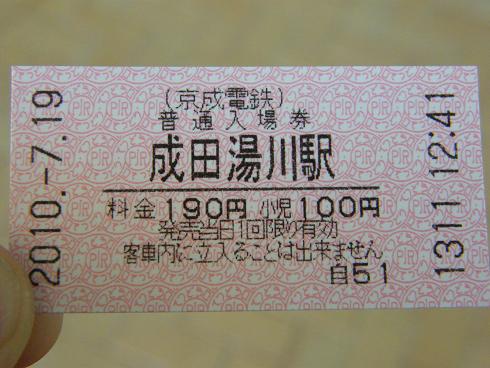 (京成電鉄)
普通入場券
成田湯川駅
料金 190円 小児 100円
発売当日1回限り有効
客車内に立入ることは出来ません
自51
2010.-7.19
1311 12:41